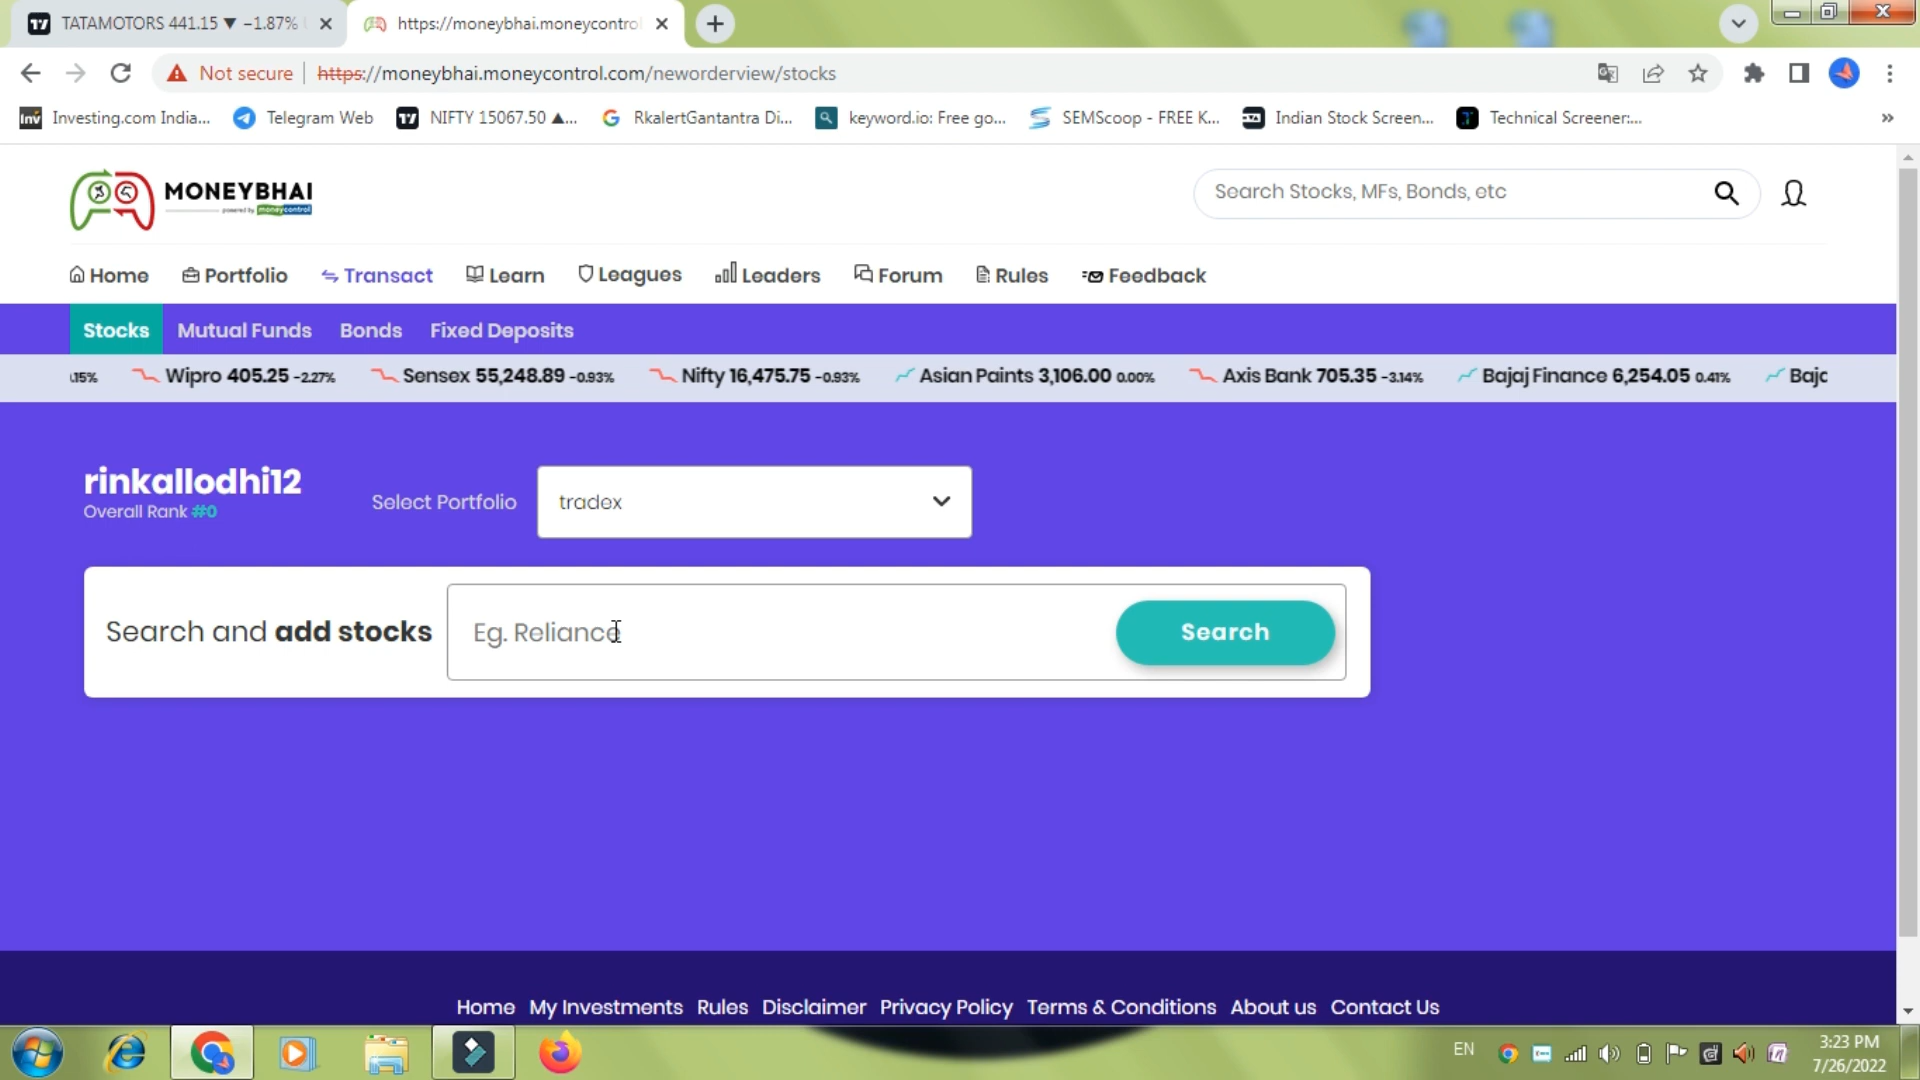 TATAMOTORS 441.15 ▼ −1.87%
https://moneybhai.moneycontro
Not secure
https://moneybhai.moneycontrol.com/neworderview/stocks
Investing.com India...
Telegram Web
NIFTY 15067.50 ▲...
RkalertGantantra Di...
keyword.io: Free go...
SEMScoop - FREE K...
Indian Stock Screen...
Technical Screener:...
»
MONEYBHAI
powered by moneycontrol
Search Stocks, MFs, Bonds, etc
Home
Portfolio
Transact
Learn
Leagues
Leaders
Forum
Rules
Feedback
Stocks
Mutual Funds
Bonds
Fixed Deposits
.15%
Wipro 405.25 -2.27%
Sensex 55,248.89 -0.93%
Nifty 16,475.75 -0.93%
Asian Paints 3,106.00 0.00%
Axis Bank 705.35 -3.14%
Bajaj Finance 6,254.05 0.41%
rinkallodhi12
Overall Rank #0
Select Portfolio
tradex
Search and add stocks
Eg. Reliance
Search
Home
My Investments
Rules
Disclaimer
Privacy Policy
Terms & Conditions
About us
Contact Us
EN
3:23 PM
7/26/2022